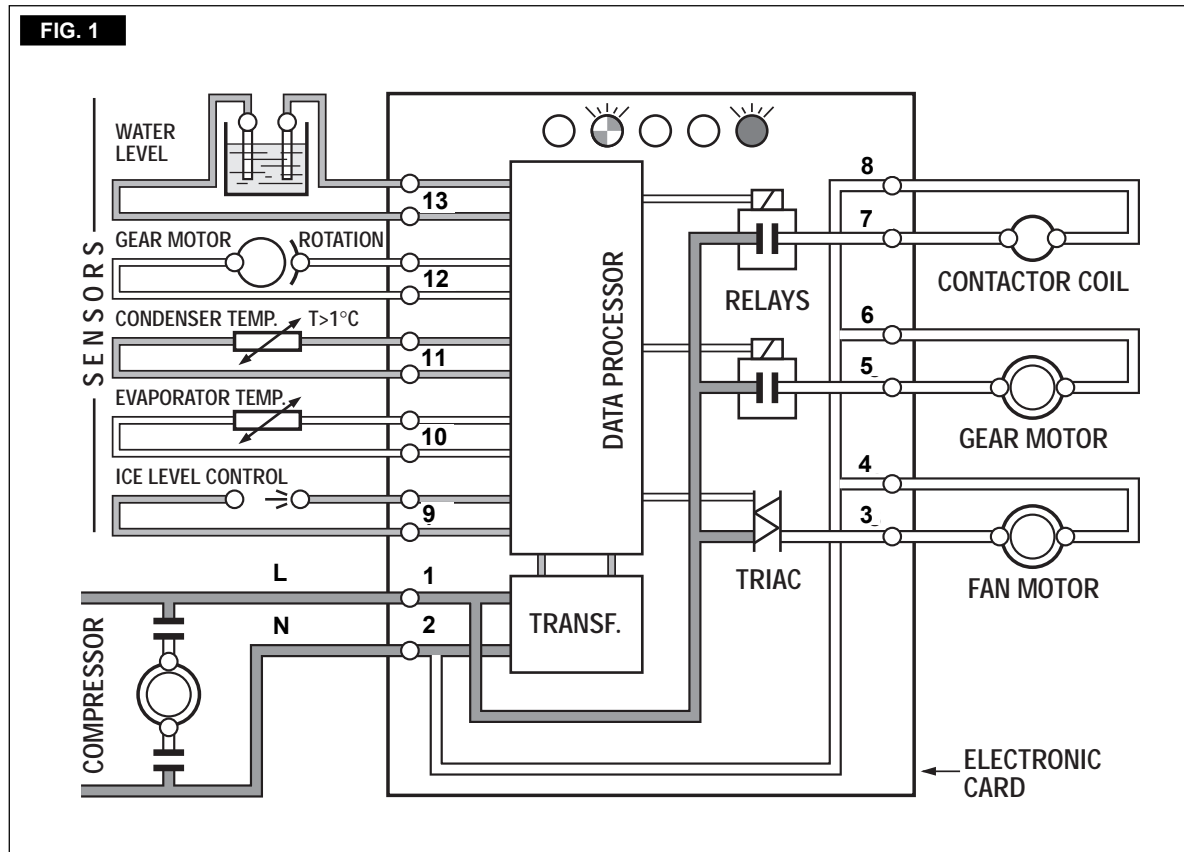 FIG. 1
WATER
LEVEL
13
GEAR MOTOR ROTATION
12
CONDENSER TEMP. T>1°C
11
EVAPORATOR TEMP.
10
ICE LEVEL CONTROL
9
SENSORS
L 1
N 2
COMPRESSOR
DATA PROCESSOR
TRANSF.
RELAYS
TRIAC
8
7
CONTACTOR COIL
6
5
GEAR MOTOR
4
3
FAN MOTOR
ELECTRONIC
CARD